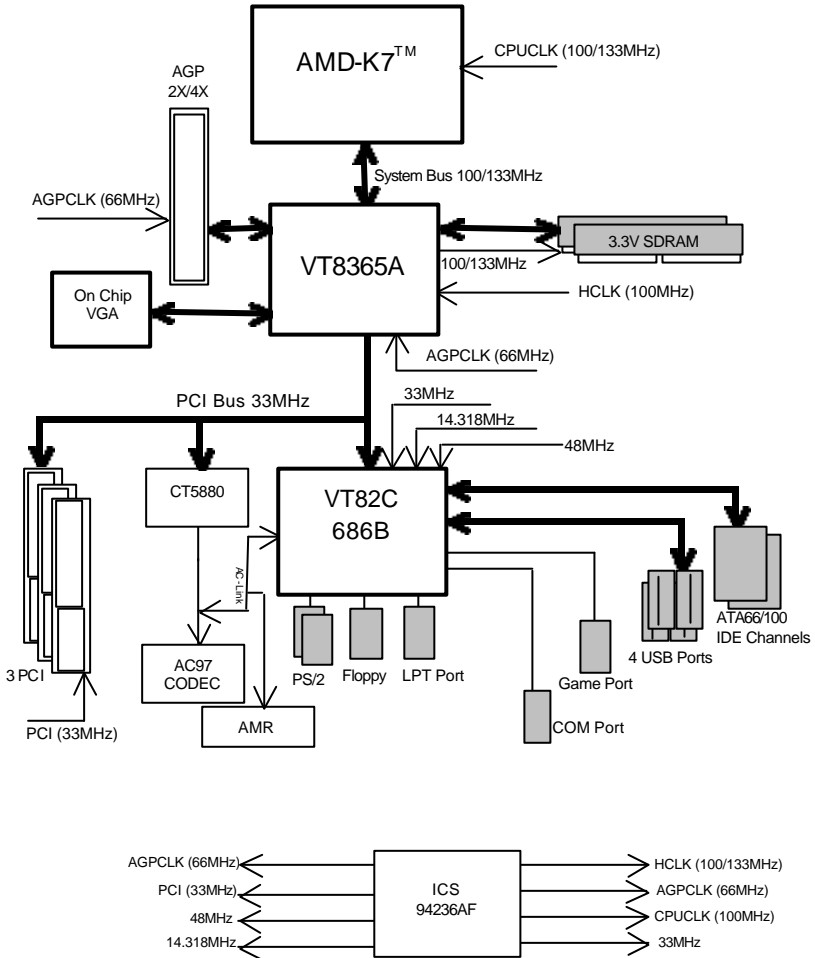 AMD-K7™
CPUCLK (100/133MHz)
AGP
2X/4X
System Bus 100/133MHz
AGPCLK (66MHz)
VT8365A
3.3V SDRAM
100/133MHz
HCLK (100MHz)
On Chip
VGA
AGPCLK (66MHz)
PCI Bus 33MHz
33MHz
14.318MHz
48MHz
CT5880
VT82C
686B
AC-Link
3 PCI
PCI (33MHz)
AC97
CODEC
AMR
PS/2
Floppy
LPT Port
Game Port
COM Port
4 USB Ports
ATA66/100
IDE Channels
AGPCLK (66MHz)
PCI (33MHz)
48MHz
14.318MHz
ICS
94236AF
HCLK (100/133MHz)
AGPCLK (66MHz)
CPUCLK (100MHz)
33MHz